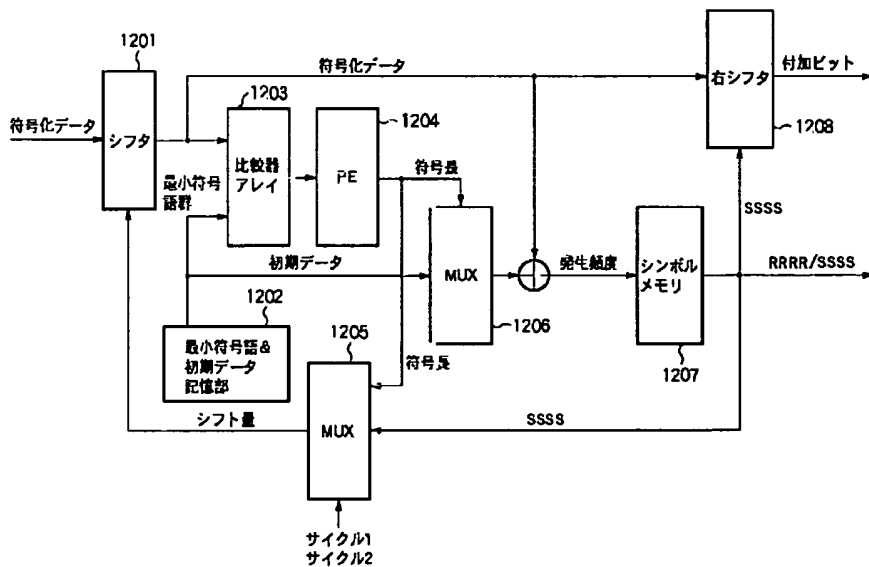 1201
符号化データ
右シフタ
付加ビット
1203
1204
1208
符号化データ
シフタ
比較器
アレイ
PE
符号長
最小符号
語群
SSSS
初期データ
MUX
発生頻度
シンボル
メモリ
RRRR/SSSS
1202
1205
1206
最小符号語&
初期データ
記憶部
符号長
1207
シフト量
MUX
SSSS
サイクル1
サイクル2